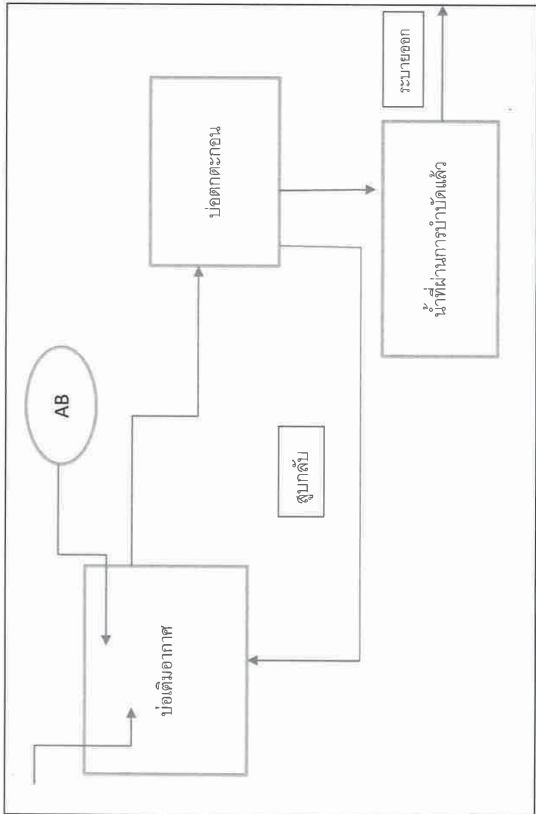 AB
บ่อเติมอากาศ
บ่อตกตะกอน
สูบกลับ
น้ำที่ผ่านการบำบัดแล้ว
ระบายออก